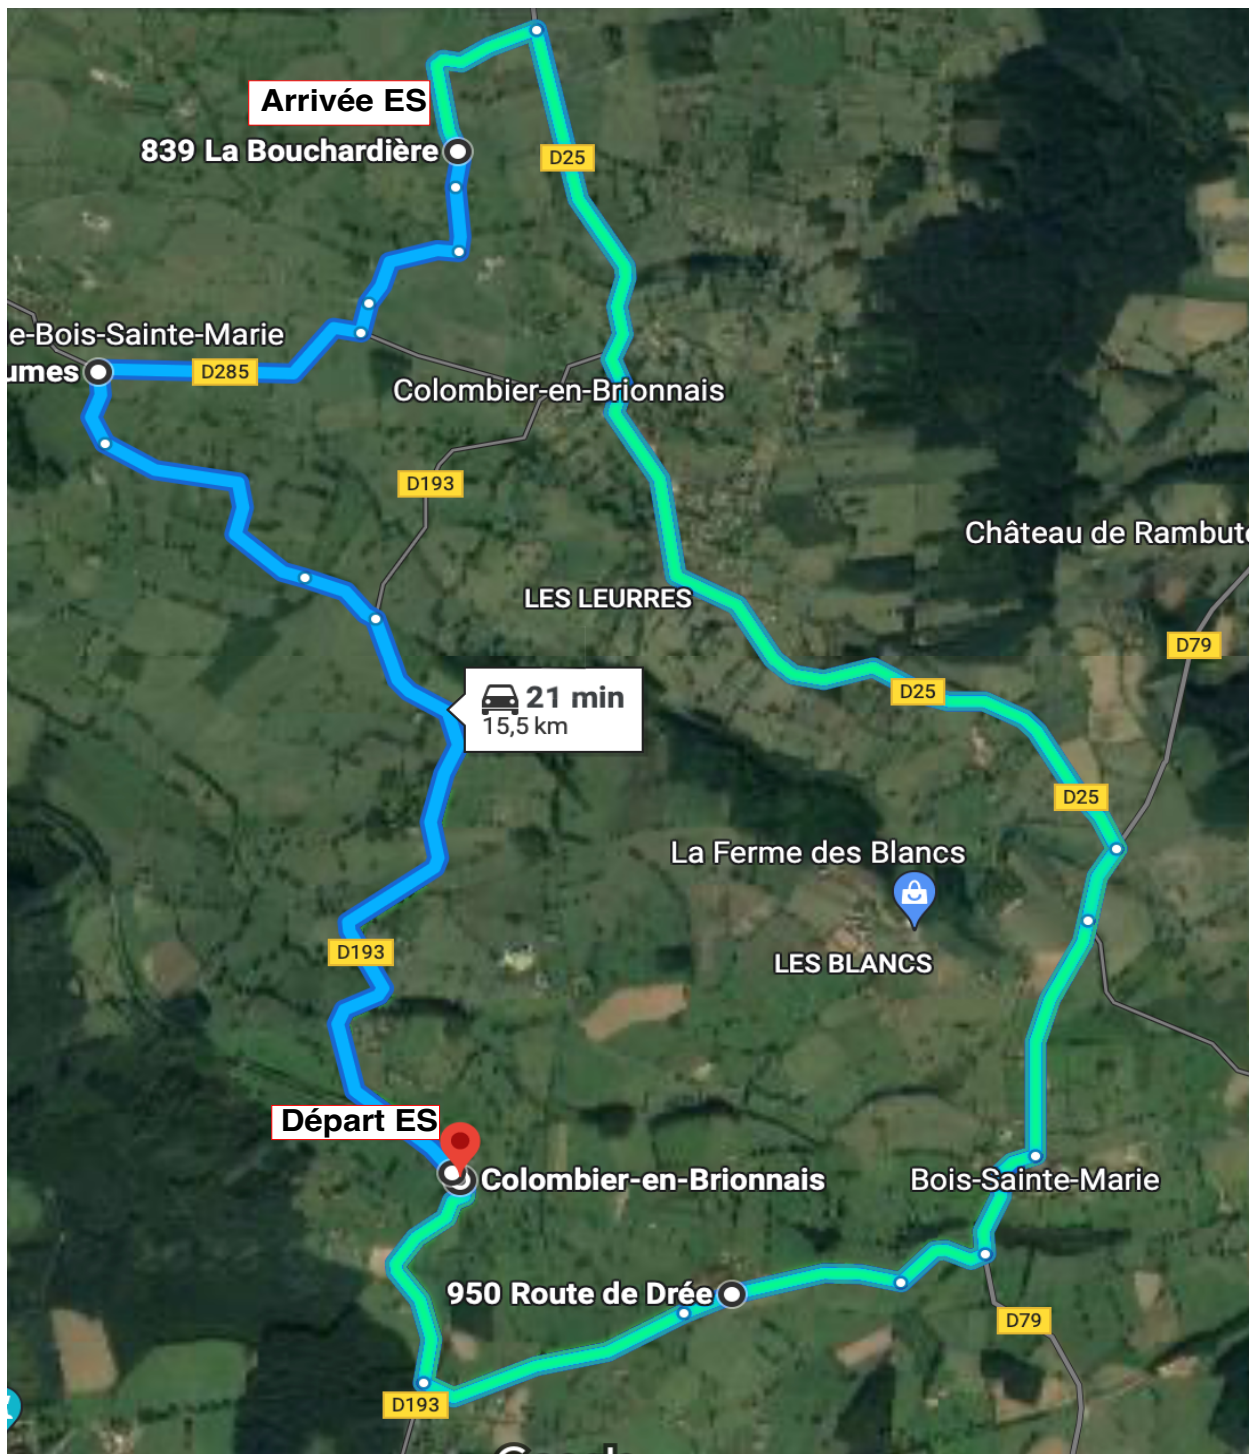 Arrivée ES
839 La Bouchardière
D25
e-Bois-Sainte-Marie
umes
D285
Colombier-en-Brionnais
D193
Château de Rambute
LES LEURRES
D79
D25
21 min
15,5 km
D25
La Ferme des Blancs
D193
LES BLANCS
Départ ES
Colombier-en-Brionnais
Bois-Sainte-Marie
950 Route de Drée
D79
D193